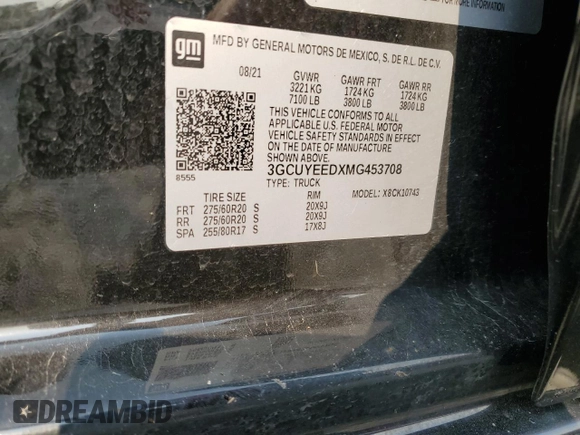 FOR MORE INFORMATION
gm
MFD BY GENERAL MOTORS DE MEXICO, S. DE R.L. DE C.V.
08/21 GVWR GAWR FRT GAWR RR
3221 KG 1724 KG 1724 KG
7100 LB 3800 LB 3800 LB
THIS VEHICLE CONFORMS TO ALL
APPLICABLE U.S. FEDERAL MOTOR
VEHICLE SAFETY STANDARDS IN EFFECT
ON THE DATE OF MANUFACTURE
SHOWN ABOVE.
8555
3GCUYEEDXMG453708
TYPE: TRUCK MODEL: X8CK10743
TIRE SIZE RIM
FRT 275/60R20 S 20X9J
RR 275/60R20 S 20X9J
SPA 255/80R17 S 17X8J
DREAMBID